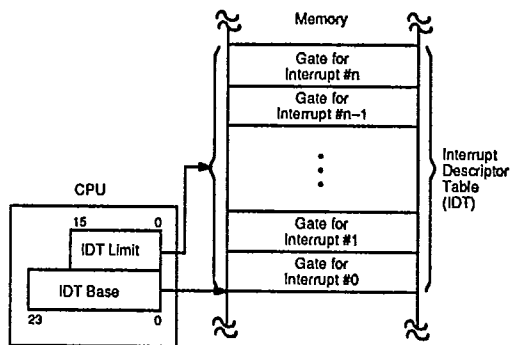 Memory
Gate for
Interrupt #n
Gate for
Interrupt #n–1
Interrupt
Descriptor
Table
(IDT)
CPU
15 0
IDT Limit
Gate for
Interrupt #1
IDT Base
Gate for
Interrupt #0
23 0